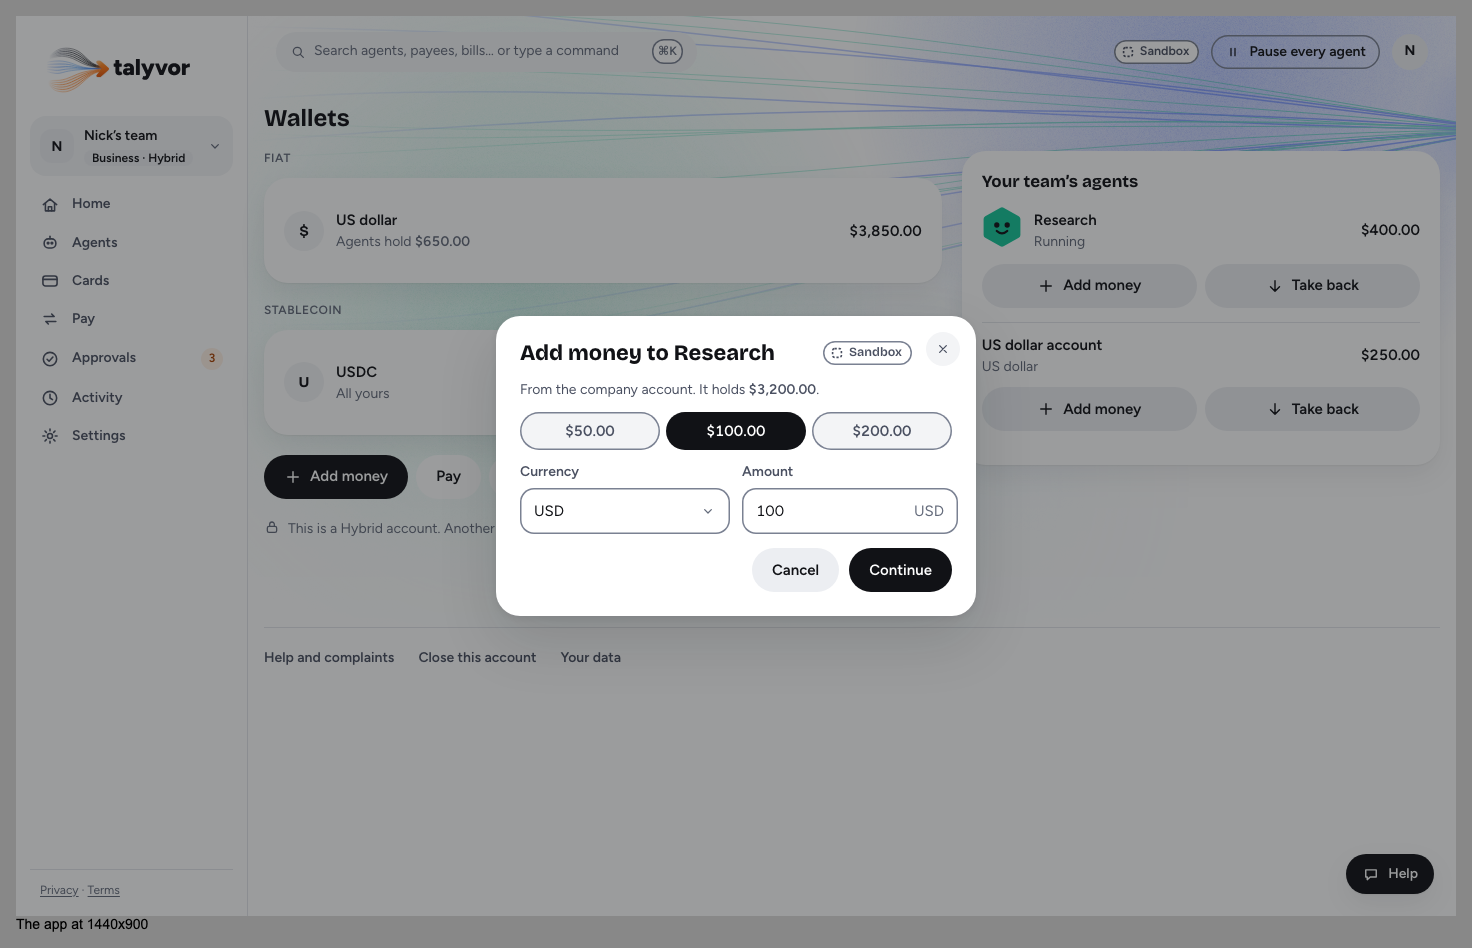 talyvor
Search agents, payees, bills... or type a command
⌘K
Sandbox
Pause every agent
N
N
Nick's team
Business · Hybrid
Home
Agents
Cards
Pay
Approvals
3
Activity
Settings
Privacy · Terms
Wallets
FIAT
$
US dollar
Agents hold $650.00
$3,850.00
STABLECOIN
U
USDC
All yours
Add money
Pay
This is a Hybrid account. Another
Your team's agents
Research
Running
$400.00
Add money
Take back
US dollar account
US dollar
$250.00
Add money
Take back
Add money to Research
Sandbox
From the company account. It holds $3,200.00.
$50.00
$100.00
$200.00
Currency
Amount
USD
100
USD
Cancel
Continue
Help and complaints
Close this account
Your data
Help
The app at 1440x900